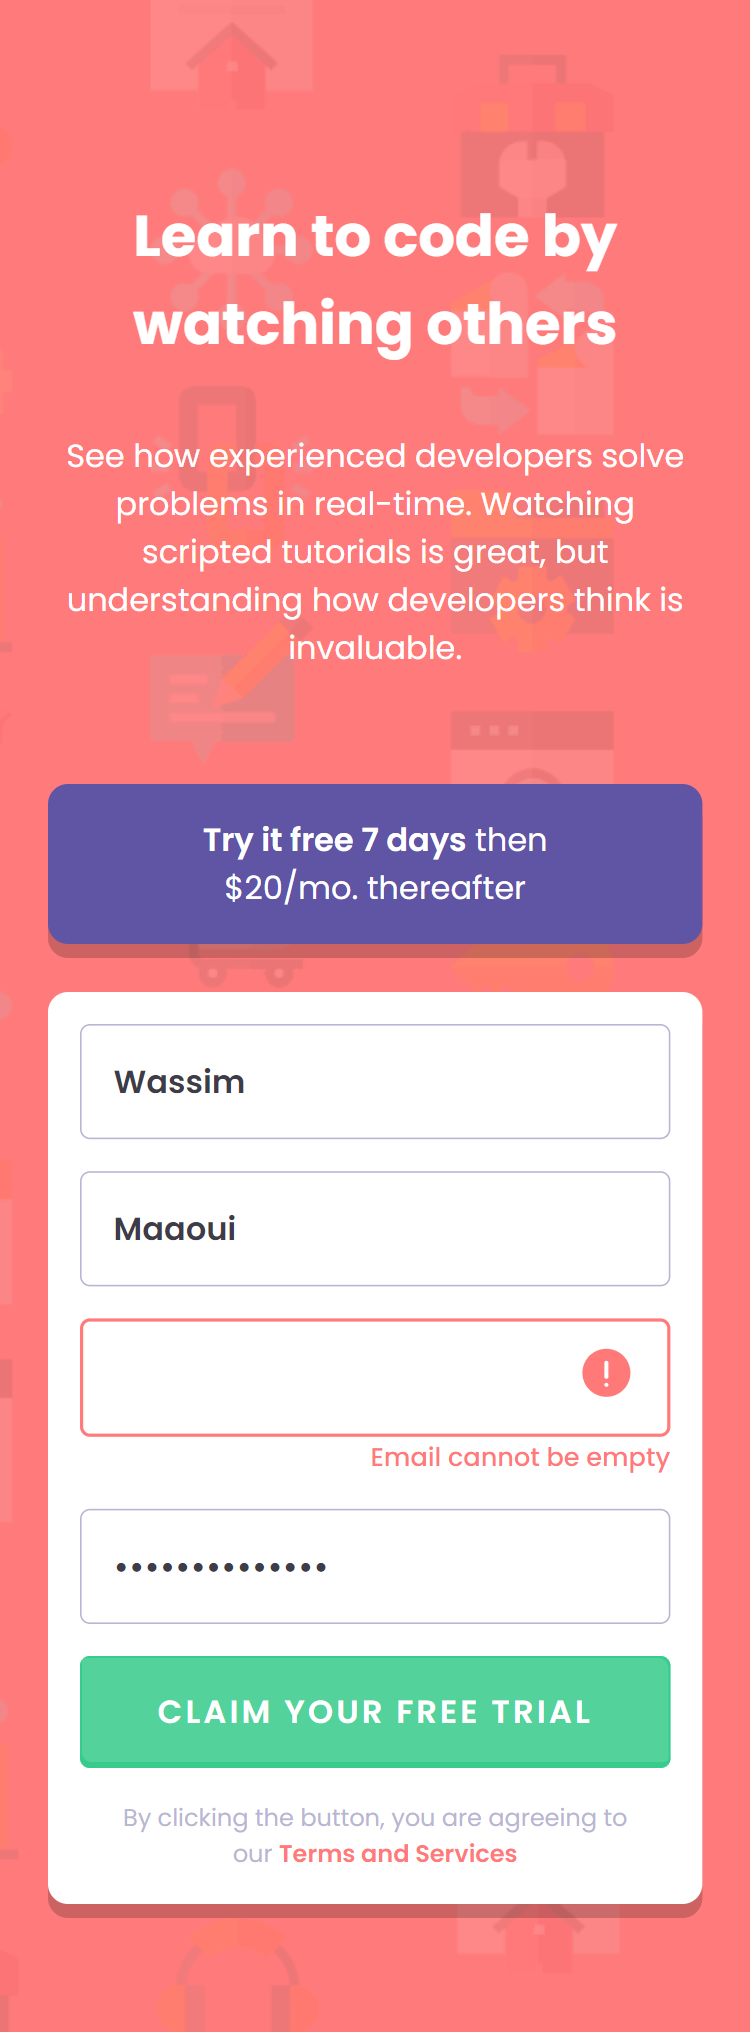 Learn to code by
watching others
See how experienced developers solve
problems in real-time. Watching
scripted tutorials is great, but
understanding how developers think is
invaluable.
Try it free 7 days then
$20/mo. thereafter
Wassim
Maaoui
!
Email cannot be empty
••••••••••••••
CLAIM YOUR FREE TRIAL
By clicking the button, you are agreeing to
our Terms and Services